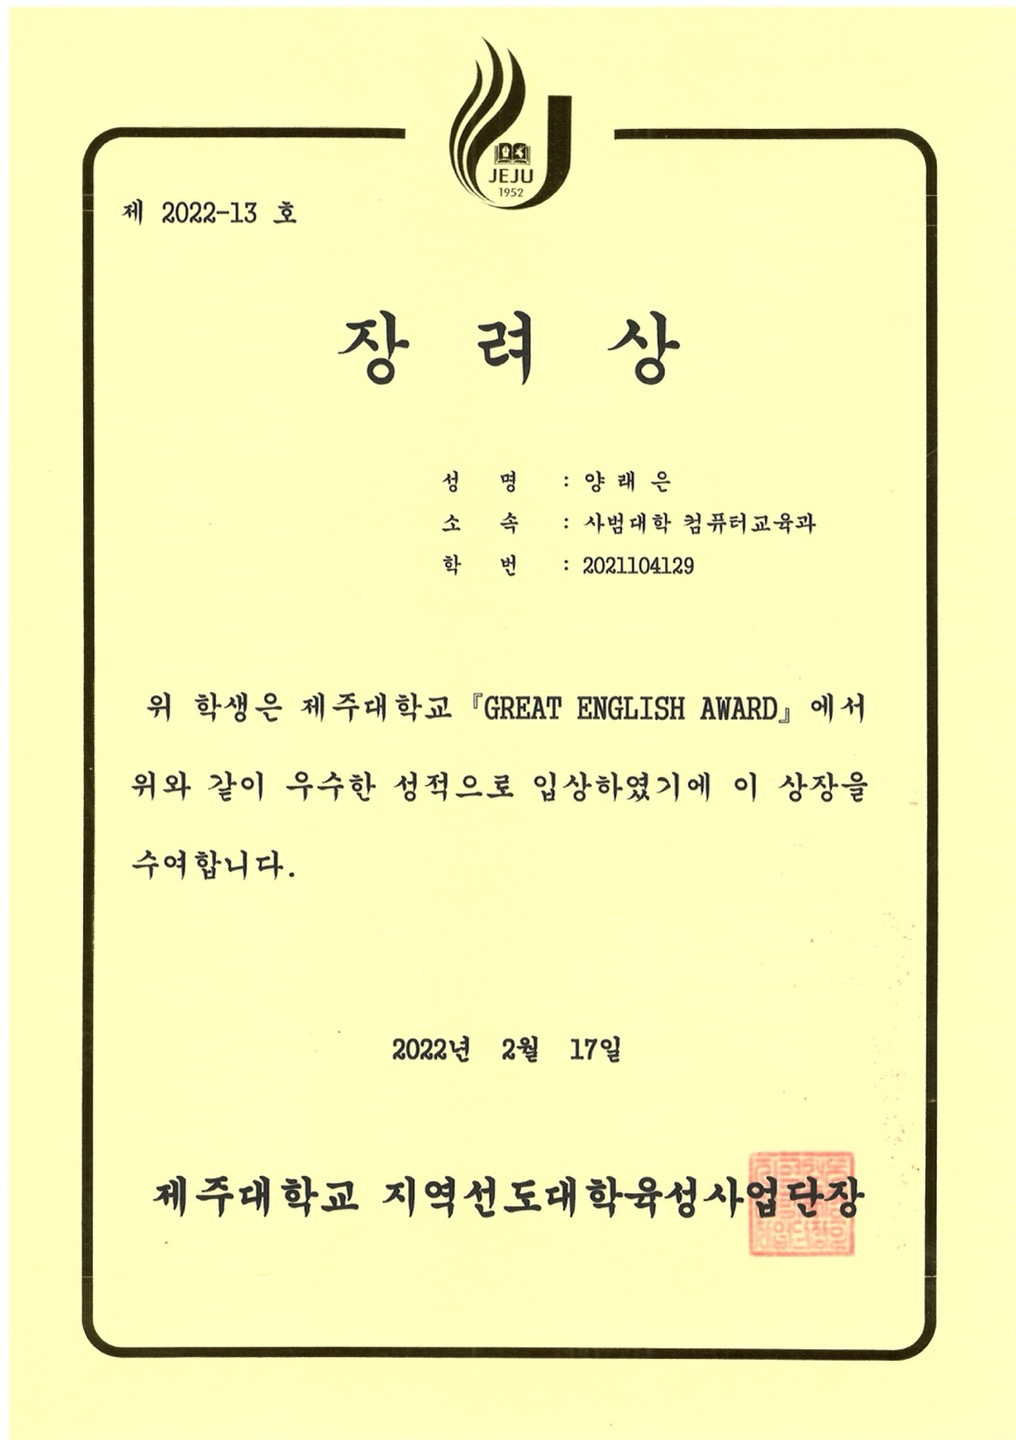 JEJU
1952
제 2022-13 호
장 려 상
성 명 : 양 래 은
소 속 : 사범대학 컴퓨터교육과
학 번 : 2021104129
위 학생은 제주대학교 『GREAT ENGLISH AWARD』에서
위와 같이 우수한 성적으로 입상하였기에 이 상장을
수여합니다.
2022년 2월 17일
제주대학교 지역선도대학육성사업단장